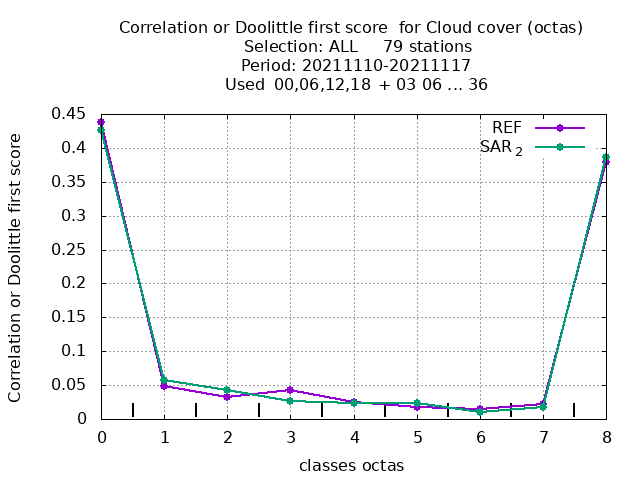 Correlation or Doolittle first score  for Cloud cover (octas)
Selection: ALL     79 stations
Period: 20211110-20211117
Used  00,06,12,18 + 03 06 ... 36
Correlation or Doolittle first score
0.45
0.4
0.35
0.3
0.25
0.2
0.15
0.1
0.05
0
REF
SAR 2
0 1 2 3 4 5 6 7 8
classes octas